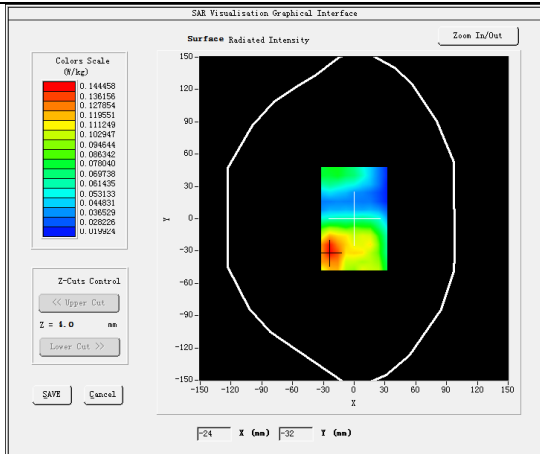 SAR Visualisation Graphical Interface
Surface Radiated Intensity
Zoom In/Out
Colors Scale
(W/kg)
0.144458
0.136156
0.127854
0.119551
0.111249
0.102947
0.094644
0.086342
0.078040
0.069738
0.061435
0.053133
0.044831
0.036529
0.028226
0.019924
Z-Cuts Control
<< Upper Cut
Z = 4.0 mm
Lower Cut >>
SAVE
Cancel
150
120
90
60
30
0
-30
-60
-90
-120
-150
Y
-150 -120 -90 -60 -30 0 30 60 90 120 150
X
-24 X (mm) -32 Y (mm)